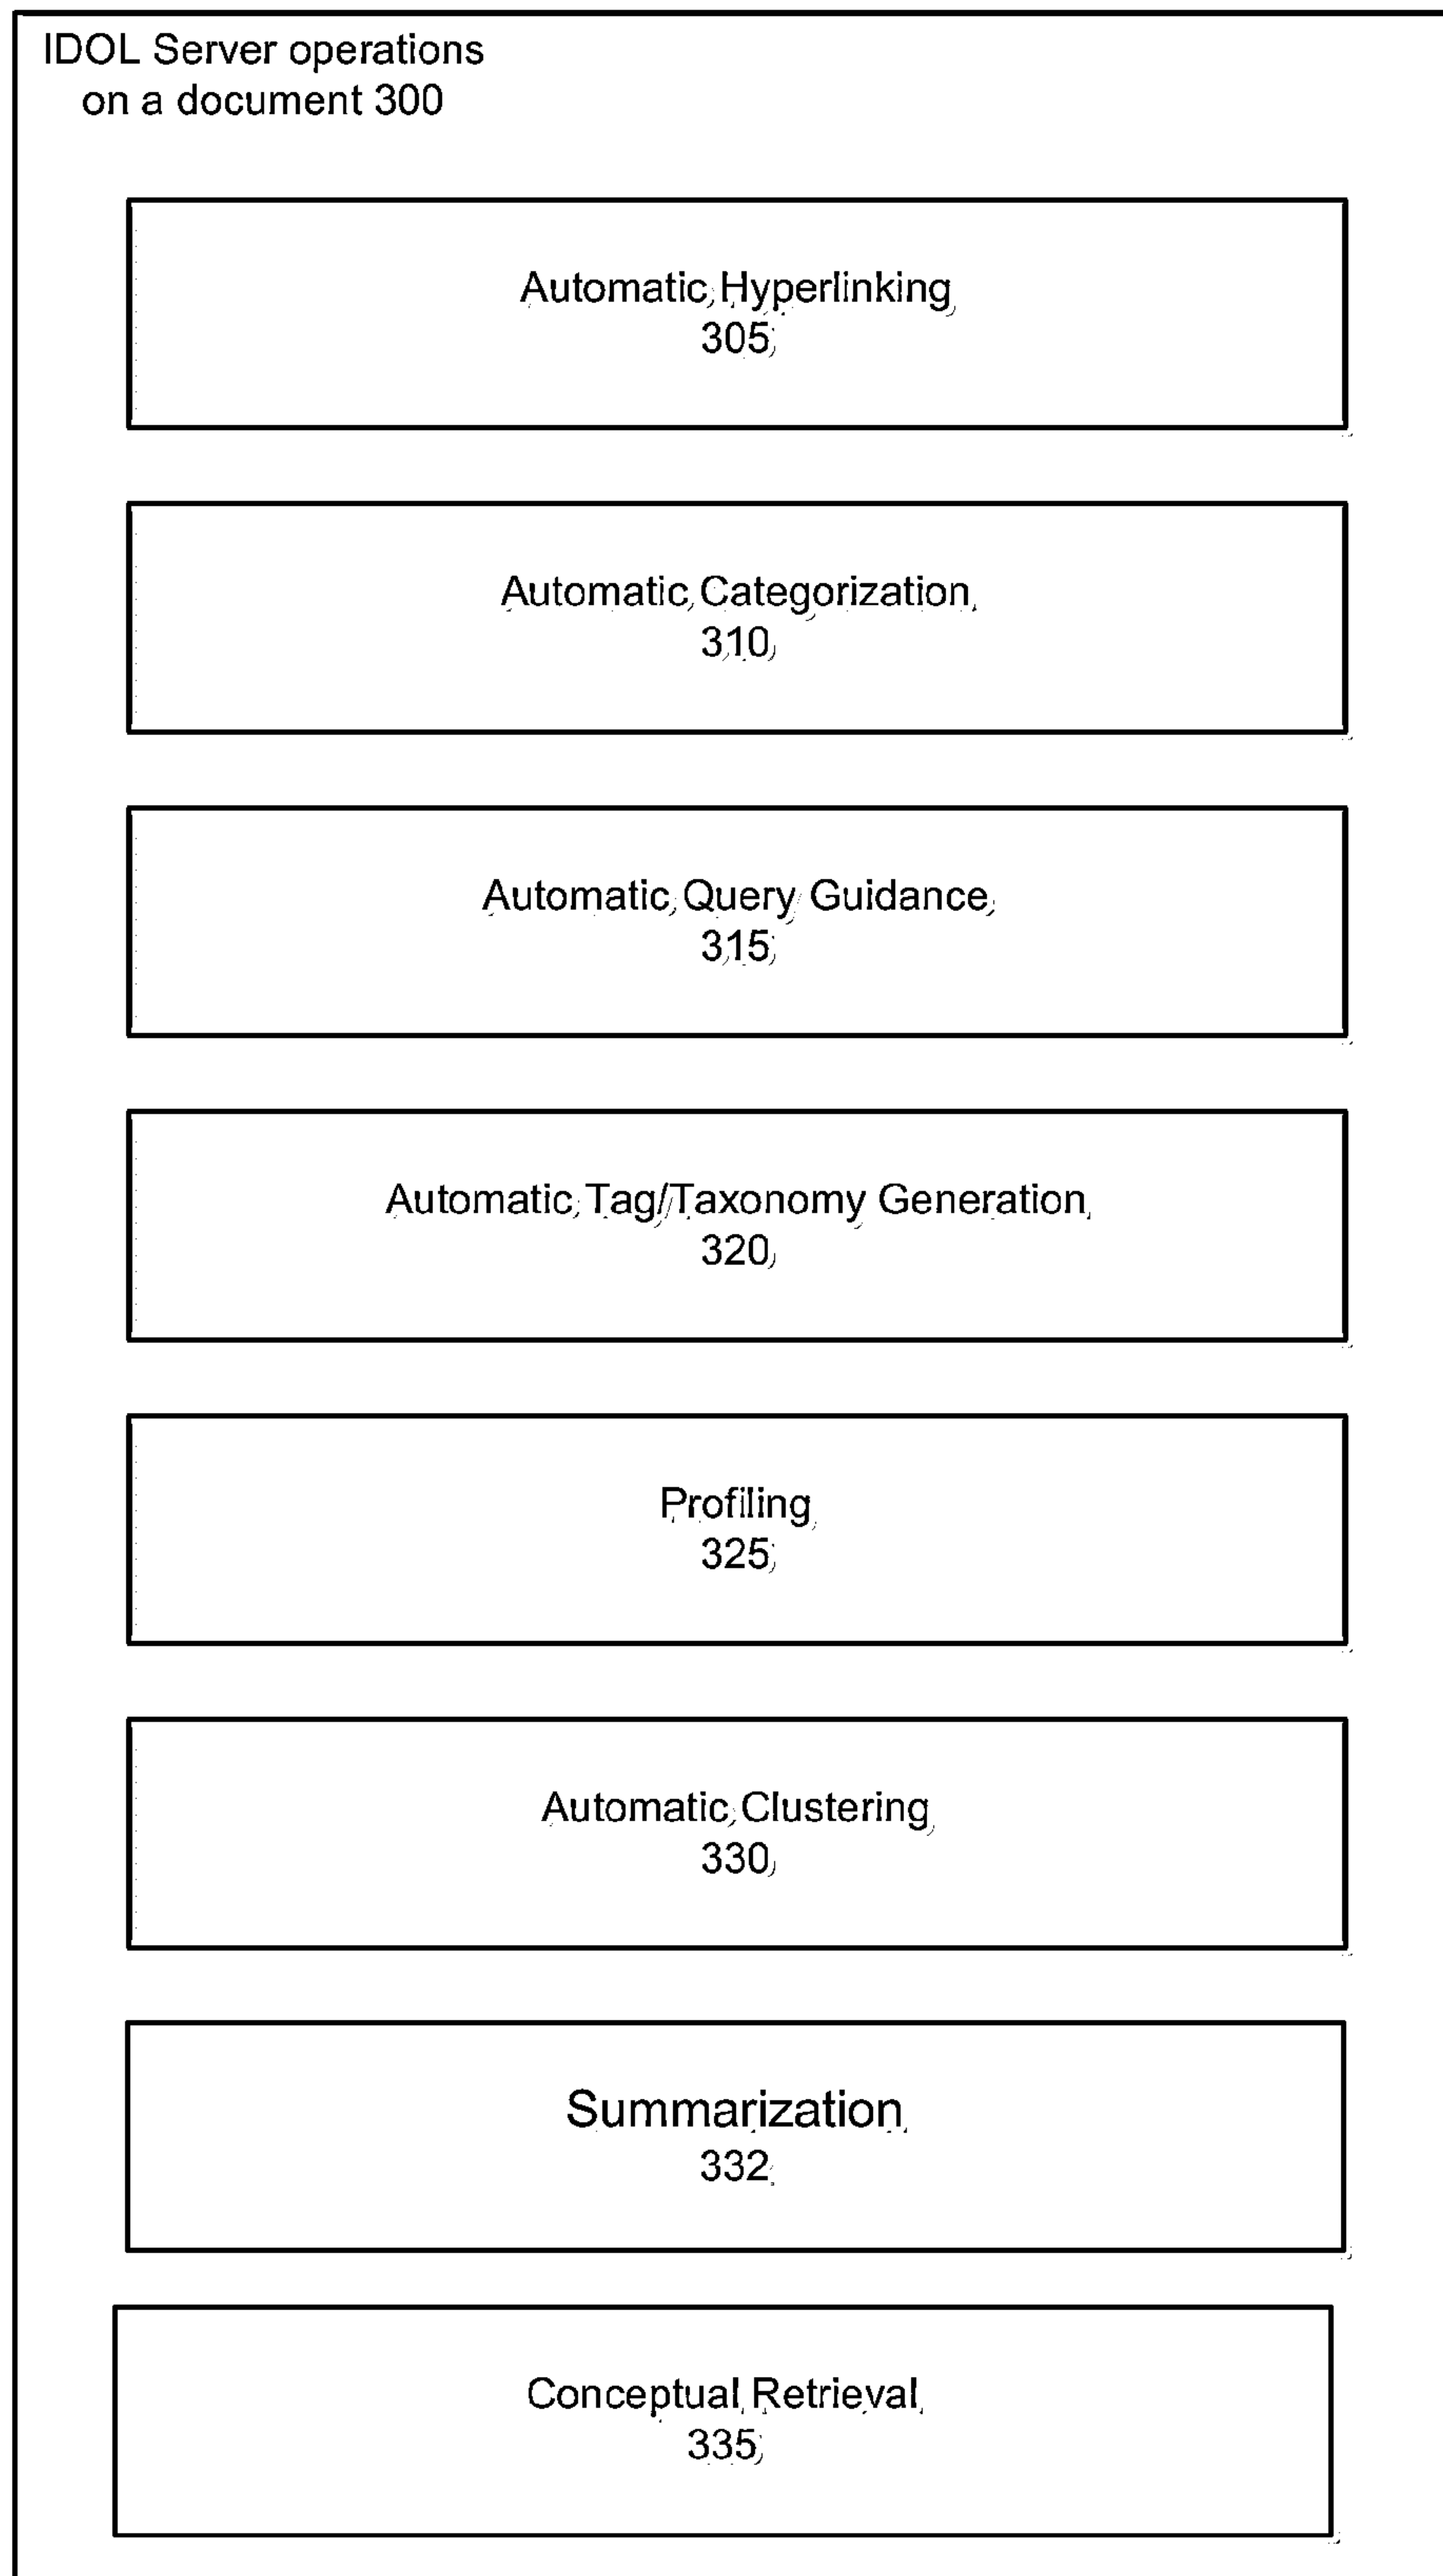 IDOL Server operations
on a document 300
Automatic Hyperlinking
305
Automatic Categorization
310
Automatic Query Guidance
315
Automatic Tag/Taxonomy Generation
320
Profiling
325
Automatic Clustering
330
Summarization
332
Conceptual Retrieval
335